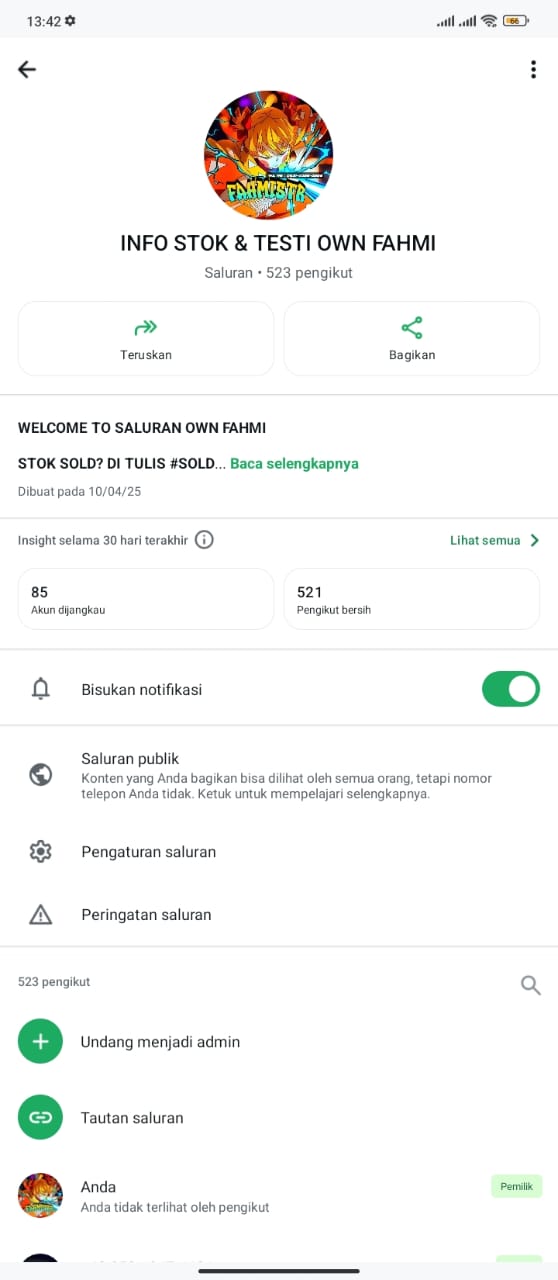 13:42
66
FAHMISTR
INFO STOK & TESTI OWN FAHMI
Saluran • 523 pengikut
Teruskan
Bagikan
WELCOME TO SALURAN OWN FAHMI
STOK SOLD? DI TULIS #SOLD... Baca selengkapnya
Dibuat pada 10/04/25
Insight selama 30 hari terakhir
Lihat semua
85
Akun dijangkau
521
Pengikut bersih
Bisukan notifikasi
Saluran publik
Konten yang Anda bagikan bisa dilihat oleh semua orang, tetapi nomor
telepon Anda tidak. Ketuk untuk mempelajari selengkapnya.
Pengaturan saluran
Peringatan saluran
523 pengikut
Undang menjadi admin
Tautan saluran
Anda
Pemilik
Anda tidak terlihat oleh pengikut